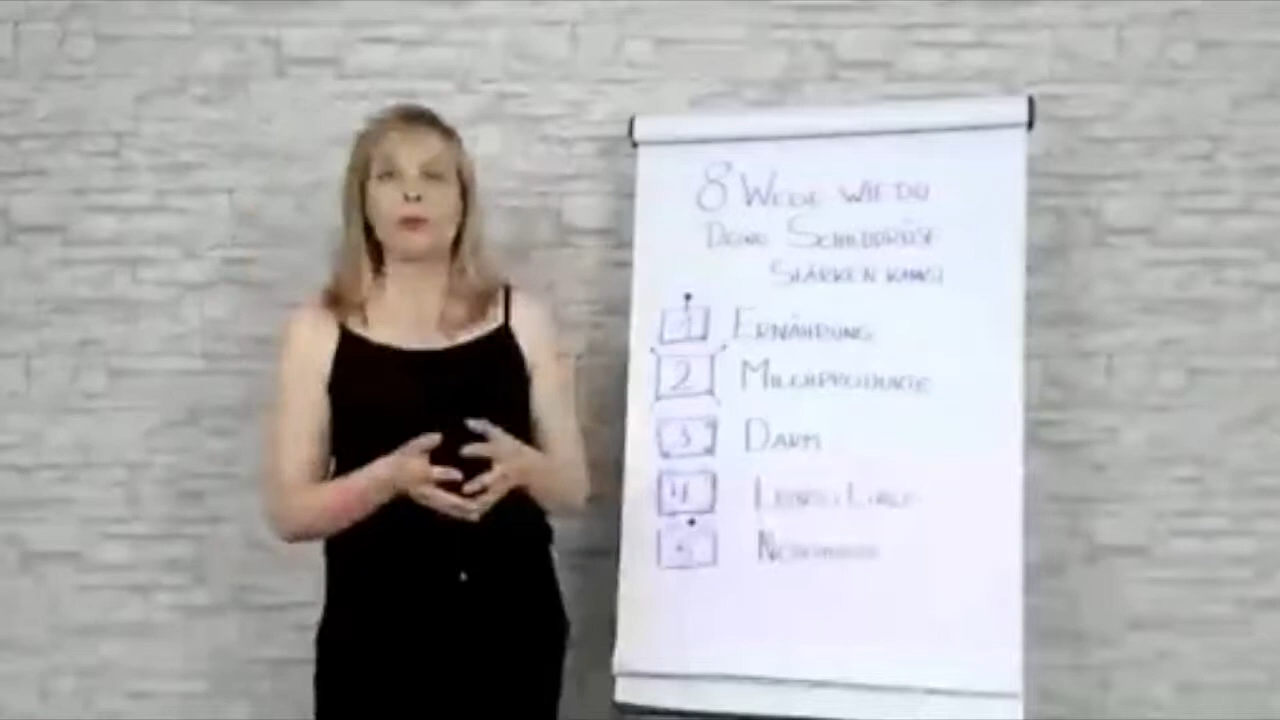 8 WEGE WIE DU
DEINE SCHILDDRÜSE
STÄRKEN KANNST
1 ERNÄHRUNG
2 MILCHPRODUKTE
3 DARM
4
5